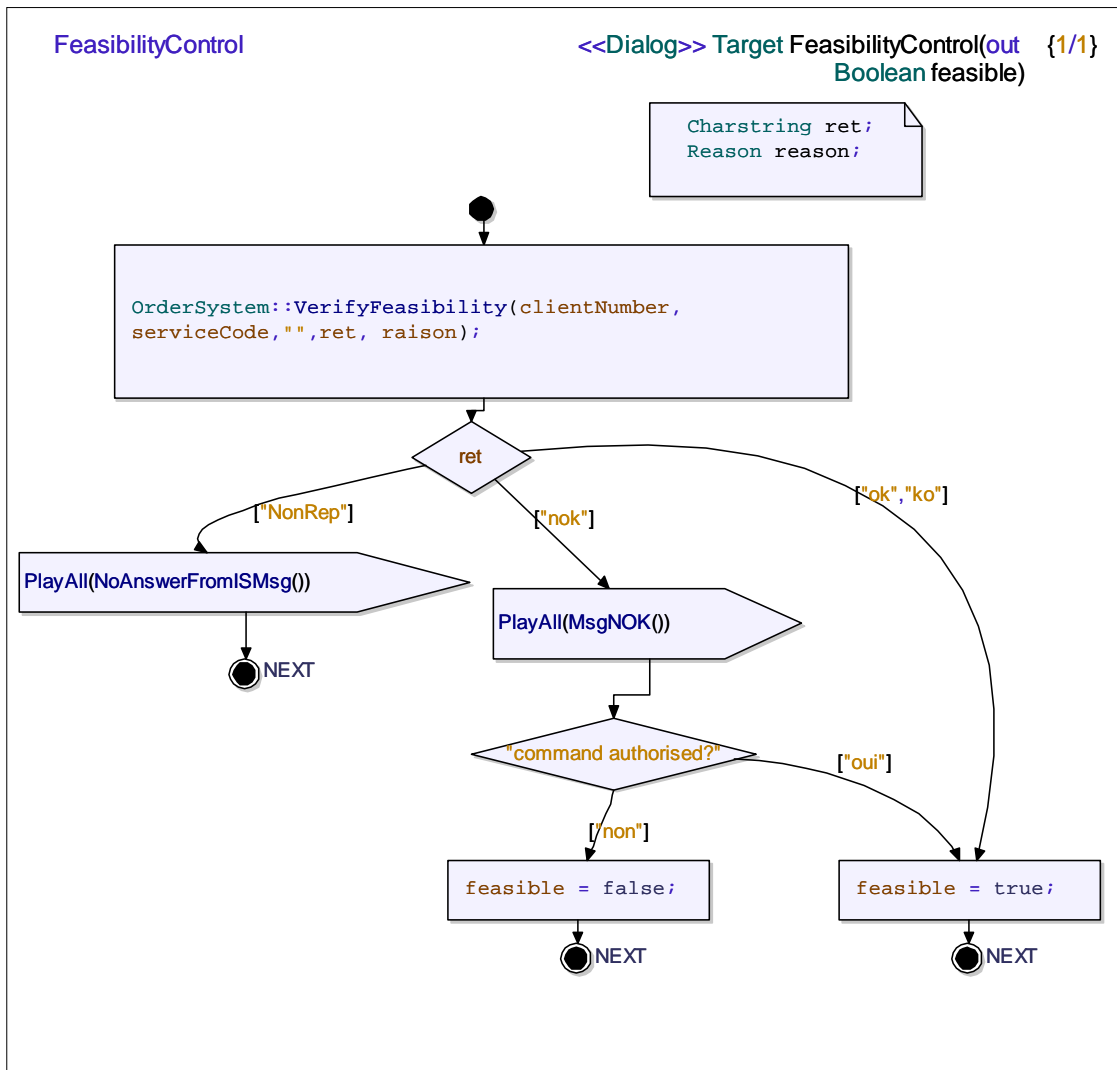 FeasibilityControl
<<Dialog>> Target FeasibilityControl(out {1/1}
Boolean feasible)
Charstring ret;
Reason reason;
OrderSystem::VerifyFeasibility(clientNumber,
serviceCode,"",ret, raison);
ret
["ok","ko"]
["NonRep"]
["nok"]
PlayAll(NoAnswerFromISMsg())
PlayAll(MsgNOK())
NEXT
"command authorised?"
["oui"]
["non"]
feasible = false;
feasible = true;
NEXT
NEXT